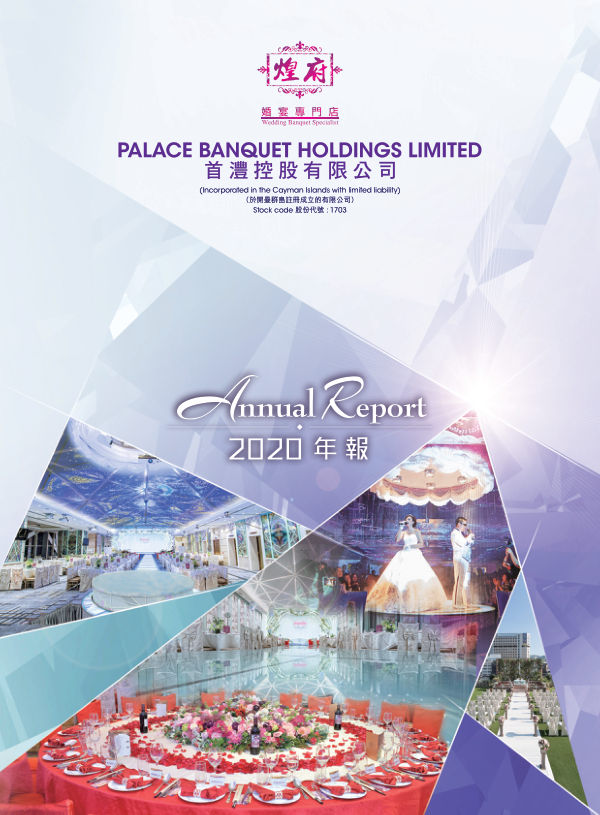 煌府
婚宴專門店
Wedding Banquet Specialist
PALACE BANQUET HOLDINGS LIMITED
首灃控股有限公司
(Incorporated in the Cayman Islands with limited liability)
(於開曼群島註冊成立的有限公司)
Stock code 股份代號 : 1703
Annual Report
2020 年報